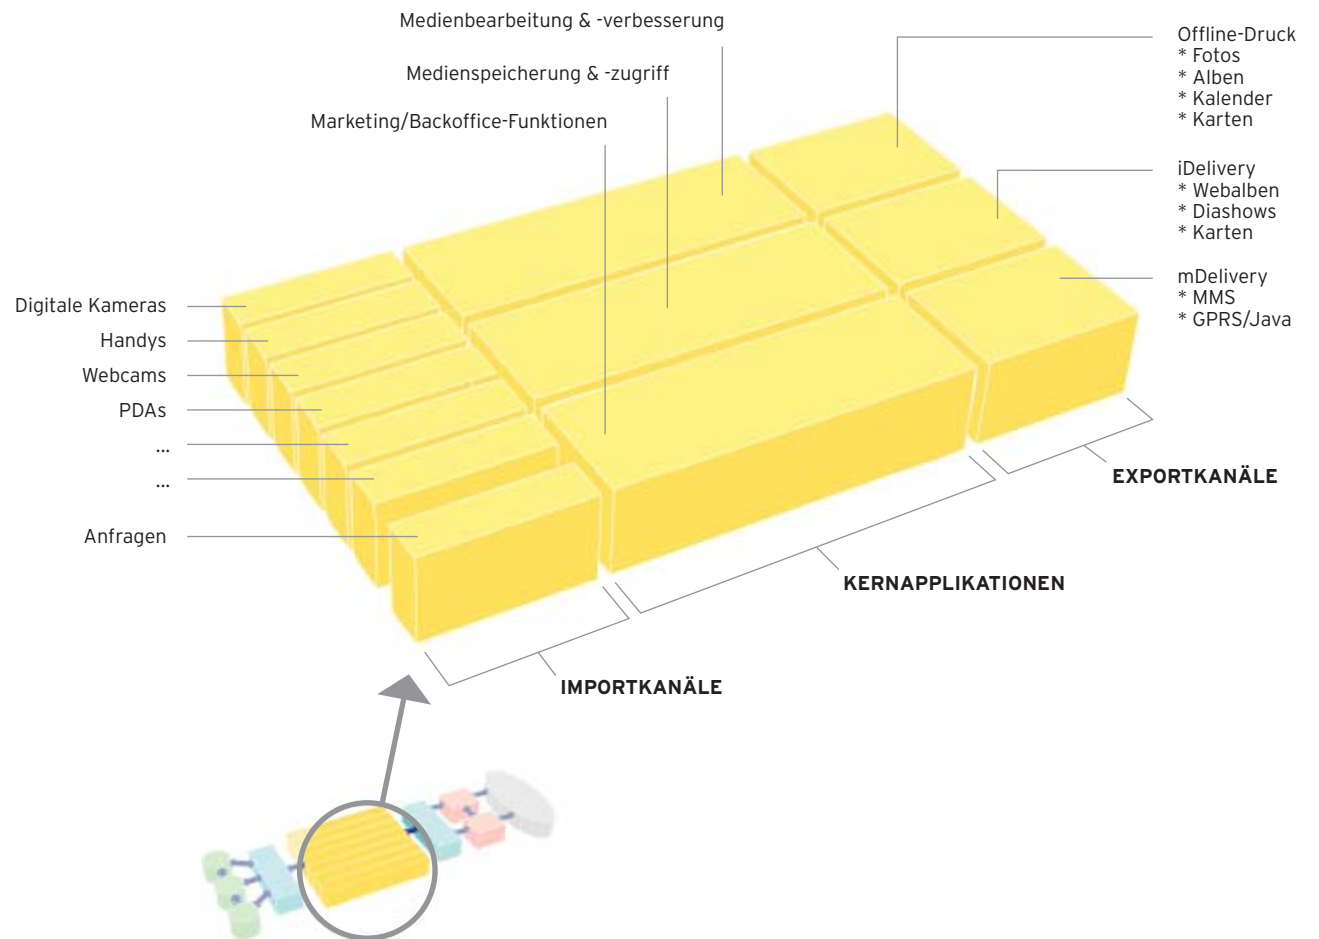 Medienbearbeitung & -verbesserung
Medienspeicherung & -zugriff
Marketing/Backoffice-Funktionen
Offline-Druck
* Fotos
* Alben
* Kalender
* Karten
iDelivery
* Webalben
* Diashows
* Karten
mDelivery
* MMS
* GPRS/Java
Digitale Kameras
Handys
Webcams
PDAs
...
...
Anfragen
EXPORTKANÄLE
KERNAPPLIKATIONEN
IMPORTKANÄLE